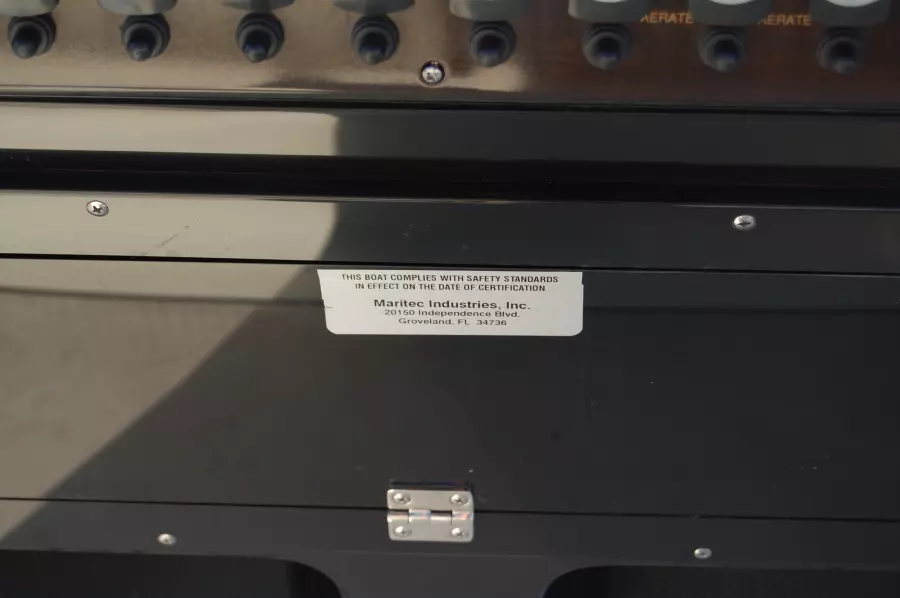 AERATE AERATE
THIS BOAT COMPLIES WITH SAFETY STANDARDS
IN EFFECT ON THE DATE OF CERTIFICATION
Maritec Industries, Inc.
20150 Independence Blvd.
Groveland, FL 34736